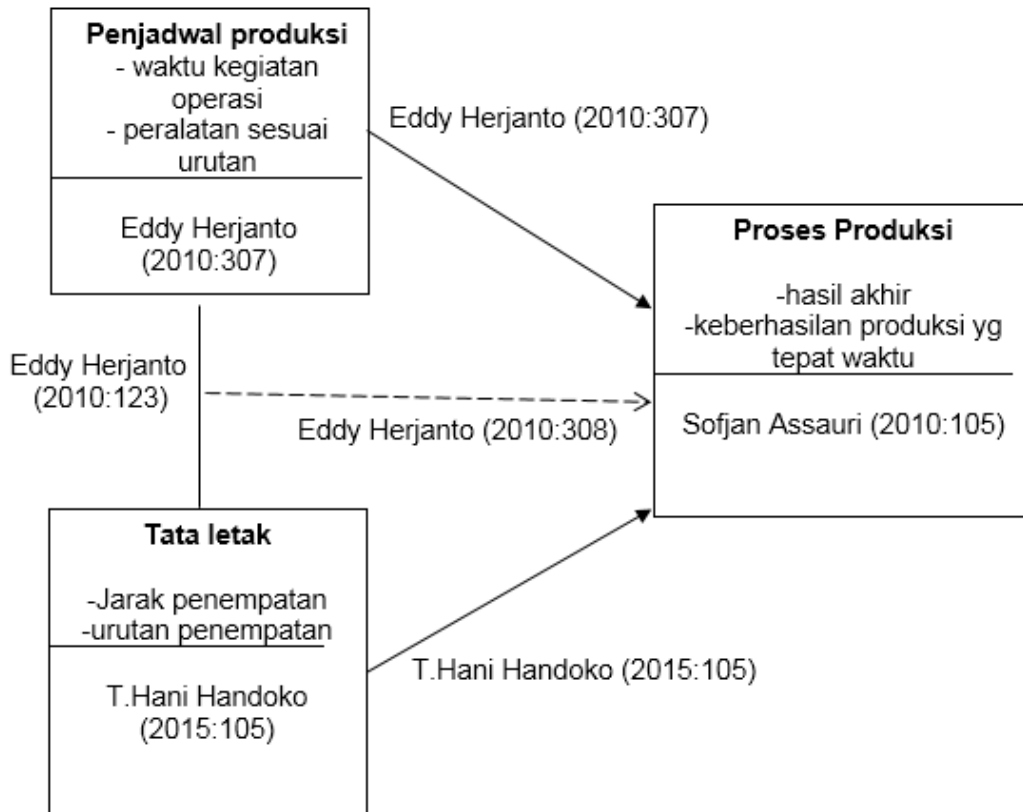 Penjadwal produksi
- waktu kegiatan
operasi
- peralatan sesuai
urutan
Eddy Herjanto
(2010:307)
Eddy Herjanto (2010:307)
Proses Produksi
-hasil akhir
-keberhasilan produksi yg
tepat waktu
Sofjan Assauri (2010:105)
Eddy Herjanto
(2010:123)
Eddy Herjanto (2010:308)
Tata letak
-Jarak penempatan
-urutan penempatan
T.Hani Handoko
(2015:105)
T.Hani Handoko (2015:105)